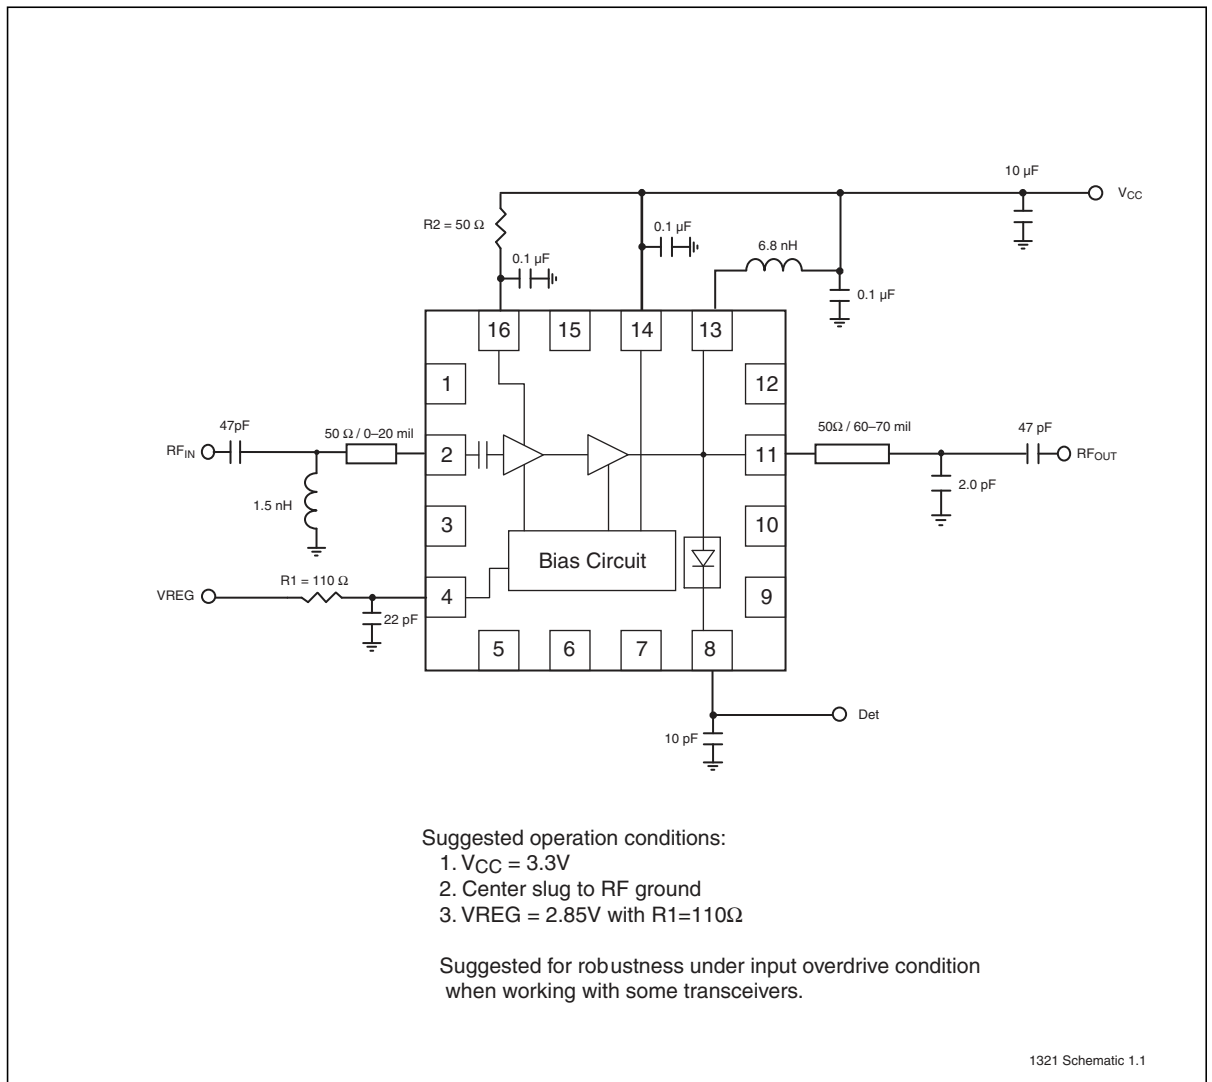 10 µF
VCC
R2 = 50 Ω
0.1 µF
0.1 µF
6.8 nH
0.1 µF
16
15
14
13
1
12
47pF
50 Ω / 0–20 mil
50Ω / 60–70 mil
47 pF
RFIN
2
11
RFOUT
1.5 nH
2.0 pF
3
10
Bias Circuit
R1 = 110 Ω
VREG
4
9
22 pF
5
6
7
8
Det
10 pF
Suggested operation conditions:
1. VCC = 3.3V
2. Center slug to RF ground
3. VREG = 2.85V with R1=110Ω
Suggested for robustness under input overdrive condition
when working with some transceivers.
1321 Schematic 1.1